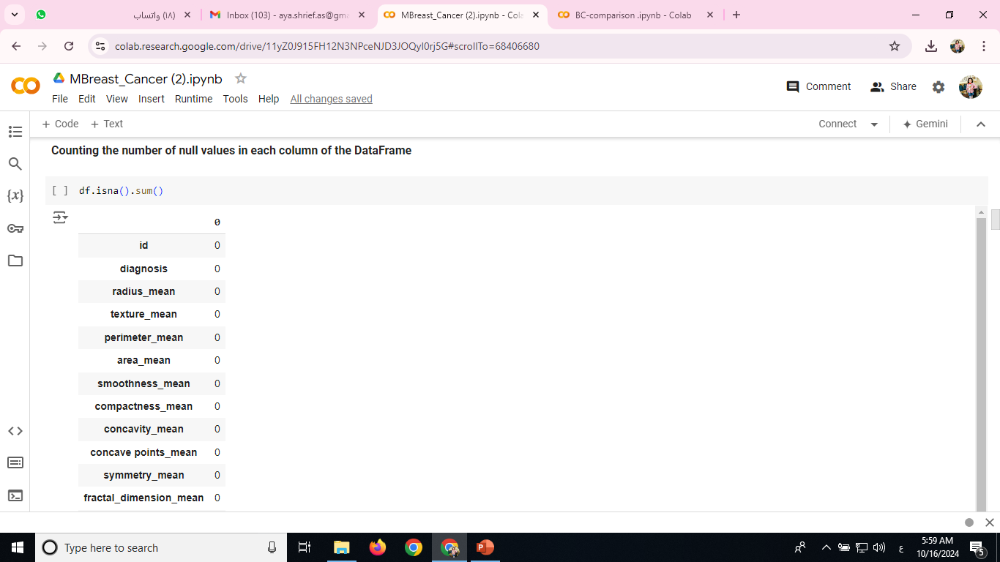 (١٨) واتساب
Inbox (103) - aya.shrief.as@gma
MBreast_Cancer (2).ipynb - Cola
BC-comparison .ipynb - Colab
colab.research.google.com/drive/11yZ0J915FH12N3NPceNJD3JOQyI0rj5G#scrollTo=68406680
CO
MBreast_Cancer (2).ipynb
File Edit View Insert Runtime Tools Help All changes saved
Comment
Share
+ Code + Text
Connect
Gemini
Counting the number of null values in each column of the DataFrame
[ ] df.isna().sum()
0
id 0
diagnosis 0
radius_mean 0
texture_mean 0
perimeter_mean 0
area_mean 0
smoothness_mean 0
compactness_mean 0
concavity_mean 0
concave points_mean 0
symmetry_mean 0
fractal_dimension_mean 0
{x}
Type here to search
ع
5:59 AM
10/16/2024
5